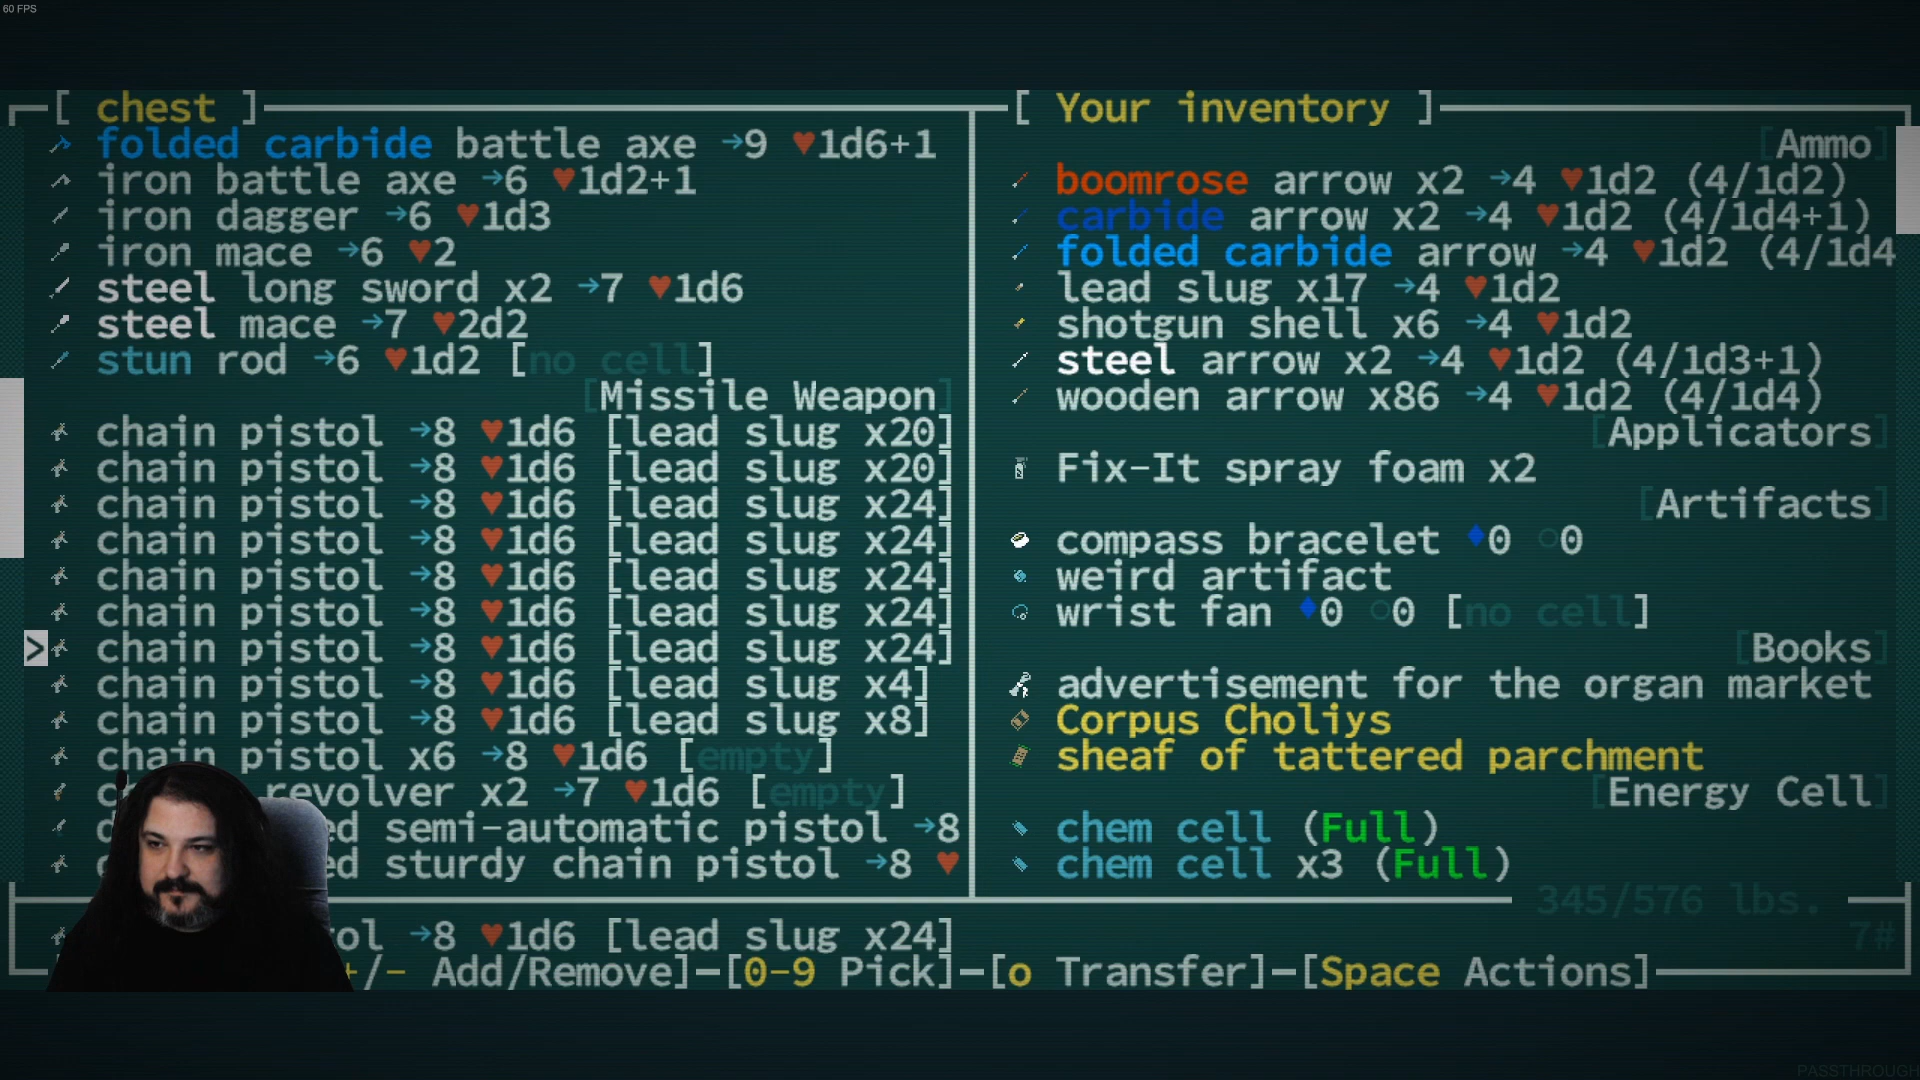 60 FPS
[ chest ]
folded carbide battle axe →9 ♥1d6+1
iron battle axe →6 ♥1d2+1
iron dagger →6 ♥1d3
iron mace →6 ♥2
steel long sword x2 →7 ♥1d6
steel mace →7 ♥2d2
stun rod →6 ♥1d2 [no cell]
[Missile Weapon]
chain pistol →8 ♥1d6 [lead slug x20]
chain pistol →8 ♥1d6 [lead slug x20]
chain pistol →8 ♥1d6 [lead slug x24]
chain pistol →8 ♥1d6 [lead slug x24]
chain pistol →8 ♥1d6 [lead slug x24]
chain pistol →8 ♥1d6 [lead slug x24]
> chain pistol →8 ♥1d6 [lead slug x24]
chain pistol →8 ♥1d6 [lead slug x4]
chain pistol →8 ♥1d6 [lead slug x8]
chain pistol x6 →8 ♥1d6 [empty]
revolver x2 →7 ♥1d6 [empty]
semi-automatic pistol →8
sturdy chain pistol →8 ♥
[ Your inventory ]
[Ammo]
boomrose arrow x2 →4 ♥1d2 (4/1d2)
carbide arrow x2 →4 ♥1d2 (4/1d4+1)
folded carbide arrow →4 ♥1d2 (4/1d4
lead slug x17 →4 ♥1d2
shotgun shell x6 →4 ♥1d2
steel arrow x2 →4 ♥1d2 (4/1d3+1)
wooden arrow x86 →4 ♥1d2 (4/1d4)
[Applicators]
Fix-It spray foam x2
[Artifacts]
compass bracelet ♦0 ○0
weird artifact
wrist fan ♦0 ○0 [no cell]
[Books]
advertisement for the organ market
Corpus Choliys
sheaf of tattered parchment
[Energy Cell]
chem cell (Full)
chem cell x3 (Full)
345/576 lbs.
→8 ♥1d6 [lead slug x24]
7#
+/- Add/Remove]-[0-9 Pick]-[o Transfer]-[Space Actions]
PASSTHROUGH